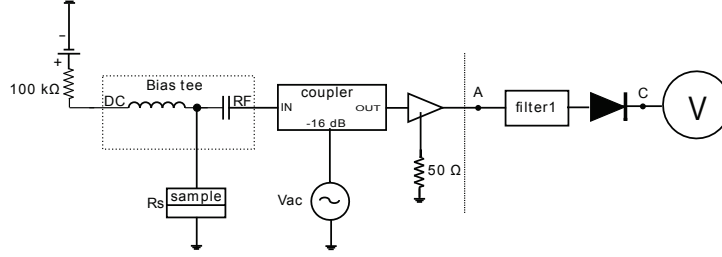 -
+
100 kΩ
Bias tee
DC
RF
coupler
IN
OUT
-16 dB
A
filter1
C
V
50 Ω
sample
Rs
Vac